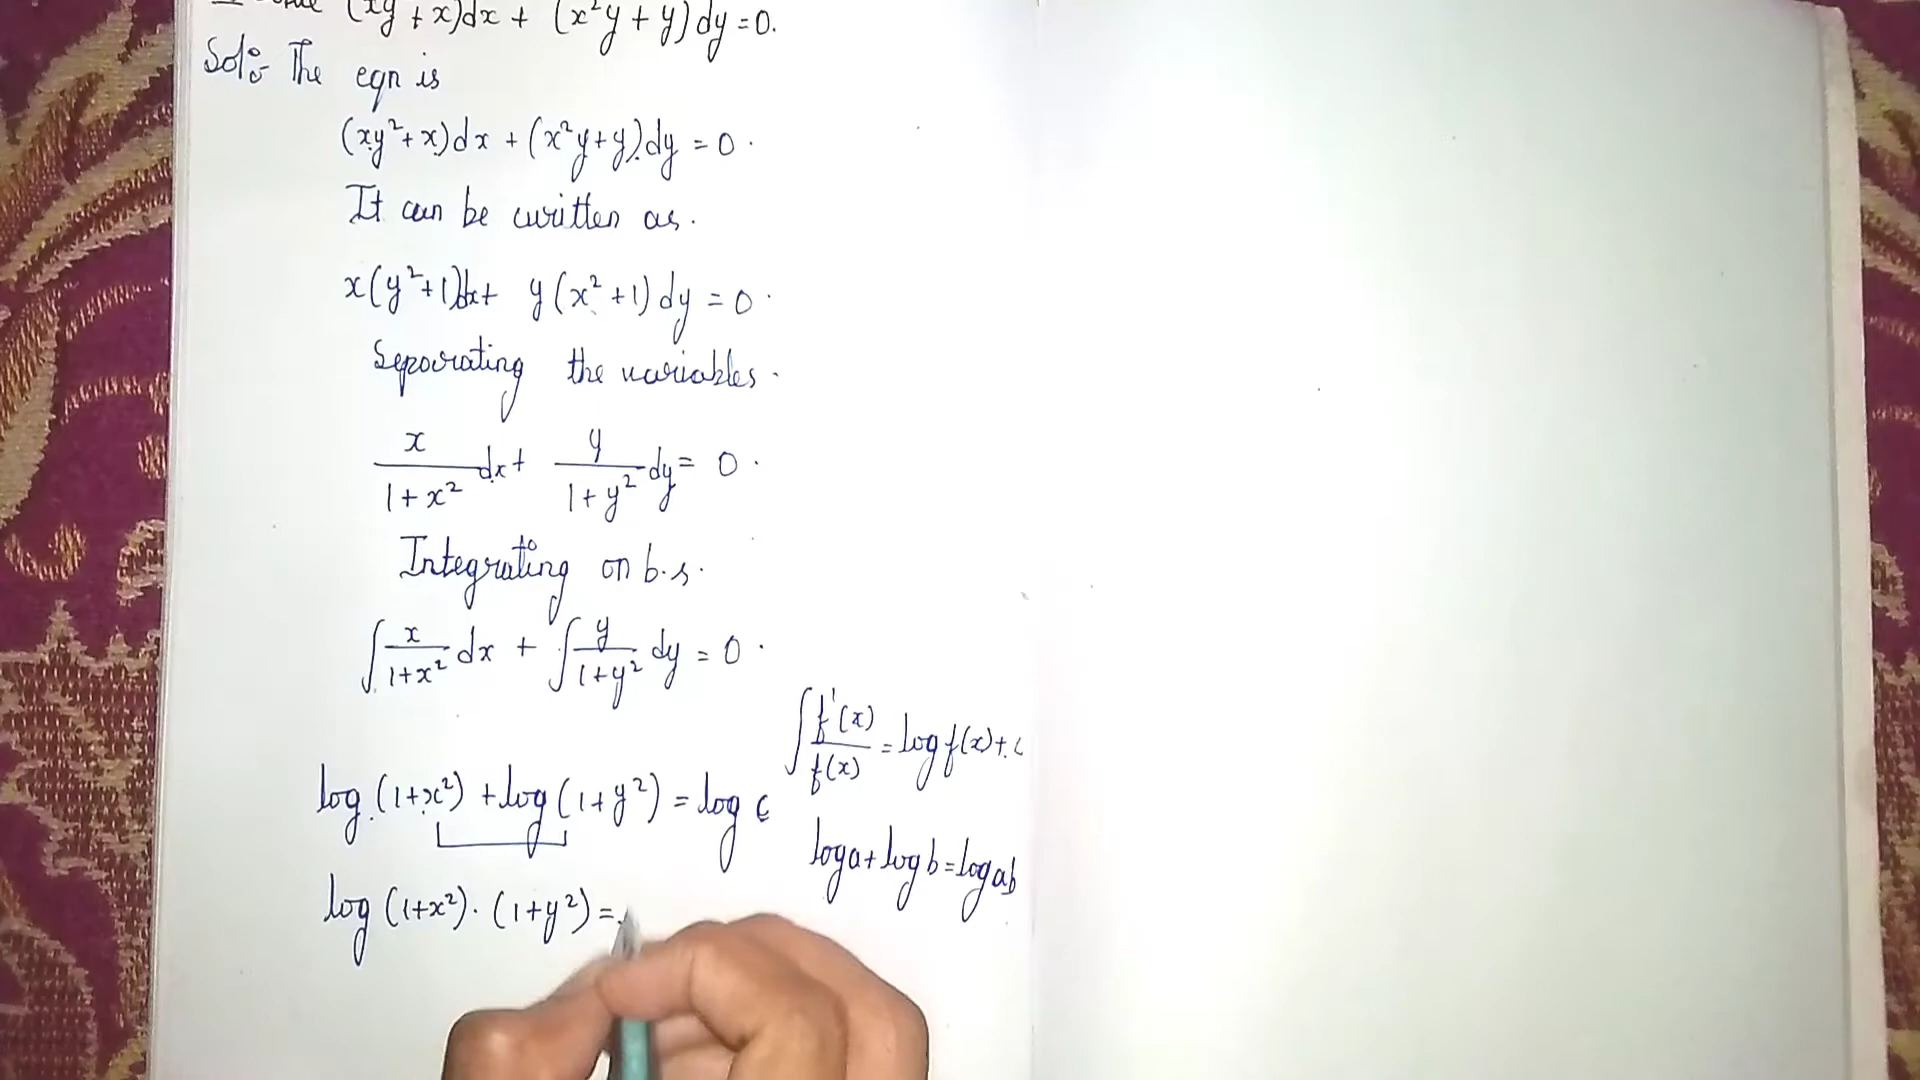 (xy + x)dx + (x²y + y)dy = 0.
Sol:- The eqn is
(xy² + x)dx + (x²y + y)dy = 0.
It can be written as.
x(y² + 1)dx + y(x² + 1)dy = 0.
Separating the variables.
x/(1 + x²) dx + y/(1 + y²) dy = 0.
Integrating on b.s.
∫ x/(1+x²) dx + ∫ y/(1+y²) dy = 0.
∫ f'(x)/f(x) = log f(x) + c
log (1+x²) + log (1+y²) = log c
log a + log b = log ab
log (1+x²) . (1+y²) =